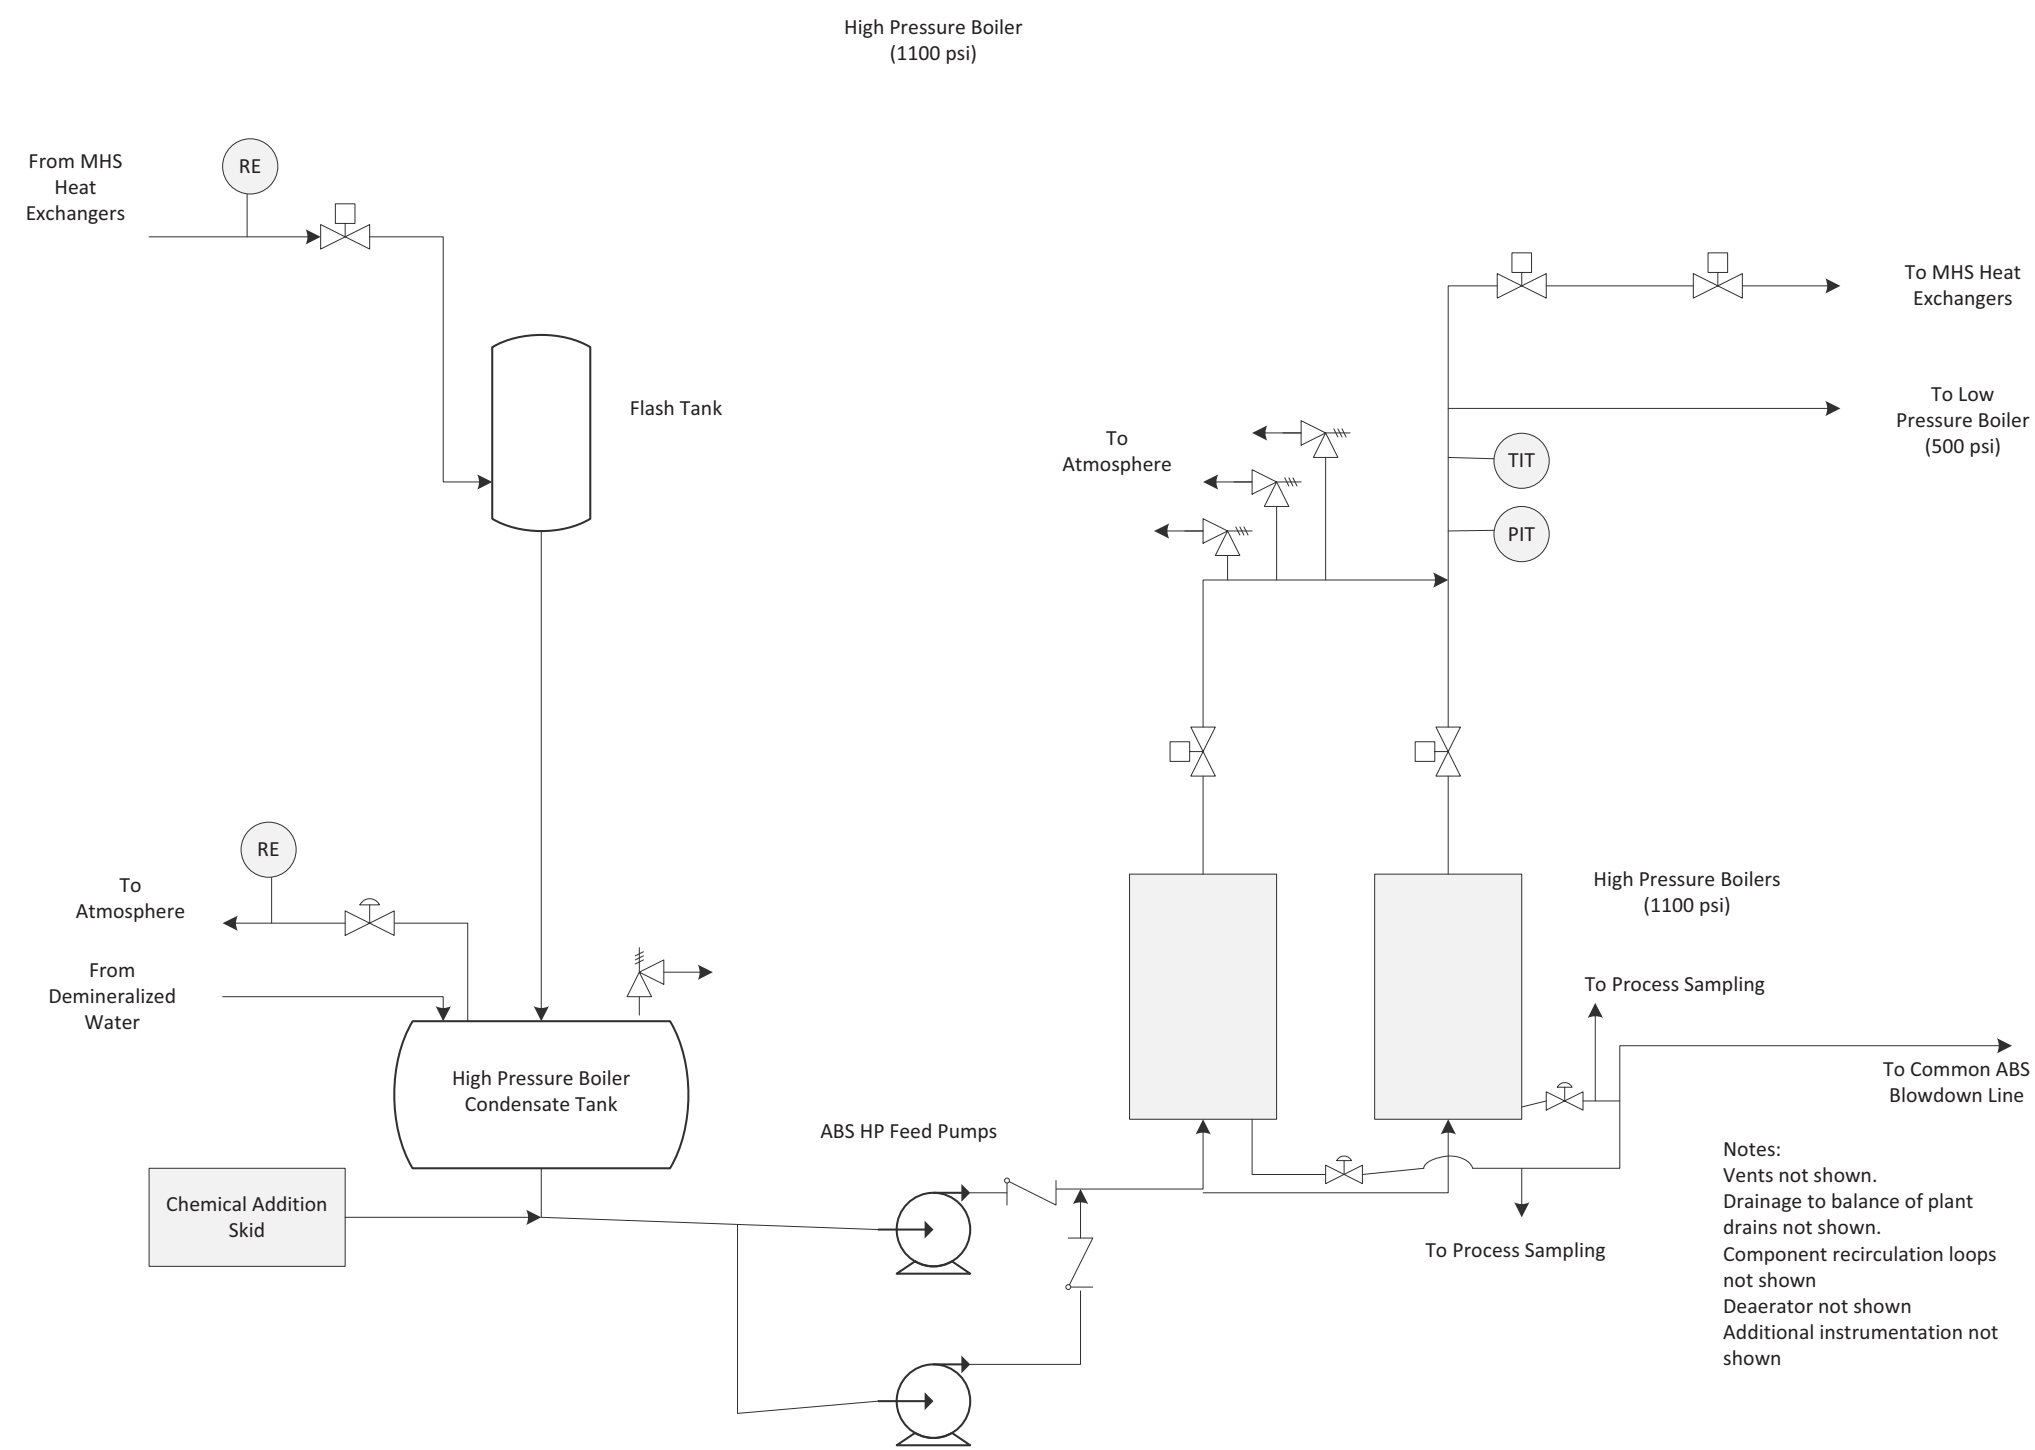 High Pressure Boiler
(1100 psi)
From MHS
Heat
Exchangers
RE
To MHS Heat
Exchangers
Flash Tank
To Low
Pressure Boiler
(500 psi)
To
Atmosphere
TIT
PIT
RE
To
Atmosphere
From
Demineralized
Water
High Pressure Boilers
(1100 psi)
To Process Sampling
High Pressure Boiler
Condensate Tank
To Common ABS
Blowdown Line
ABS HP Feed Pumps
Chemical Addition
Skid
To Process Sampling
Notes:
Vents not shown.
Drainage to balance of plant
drains not shown.
Component recirculation loops
not shown
Deaerator not shown
Additional instrumentation not
shown